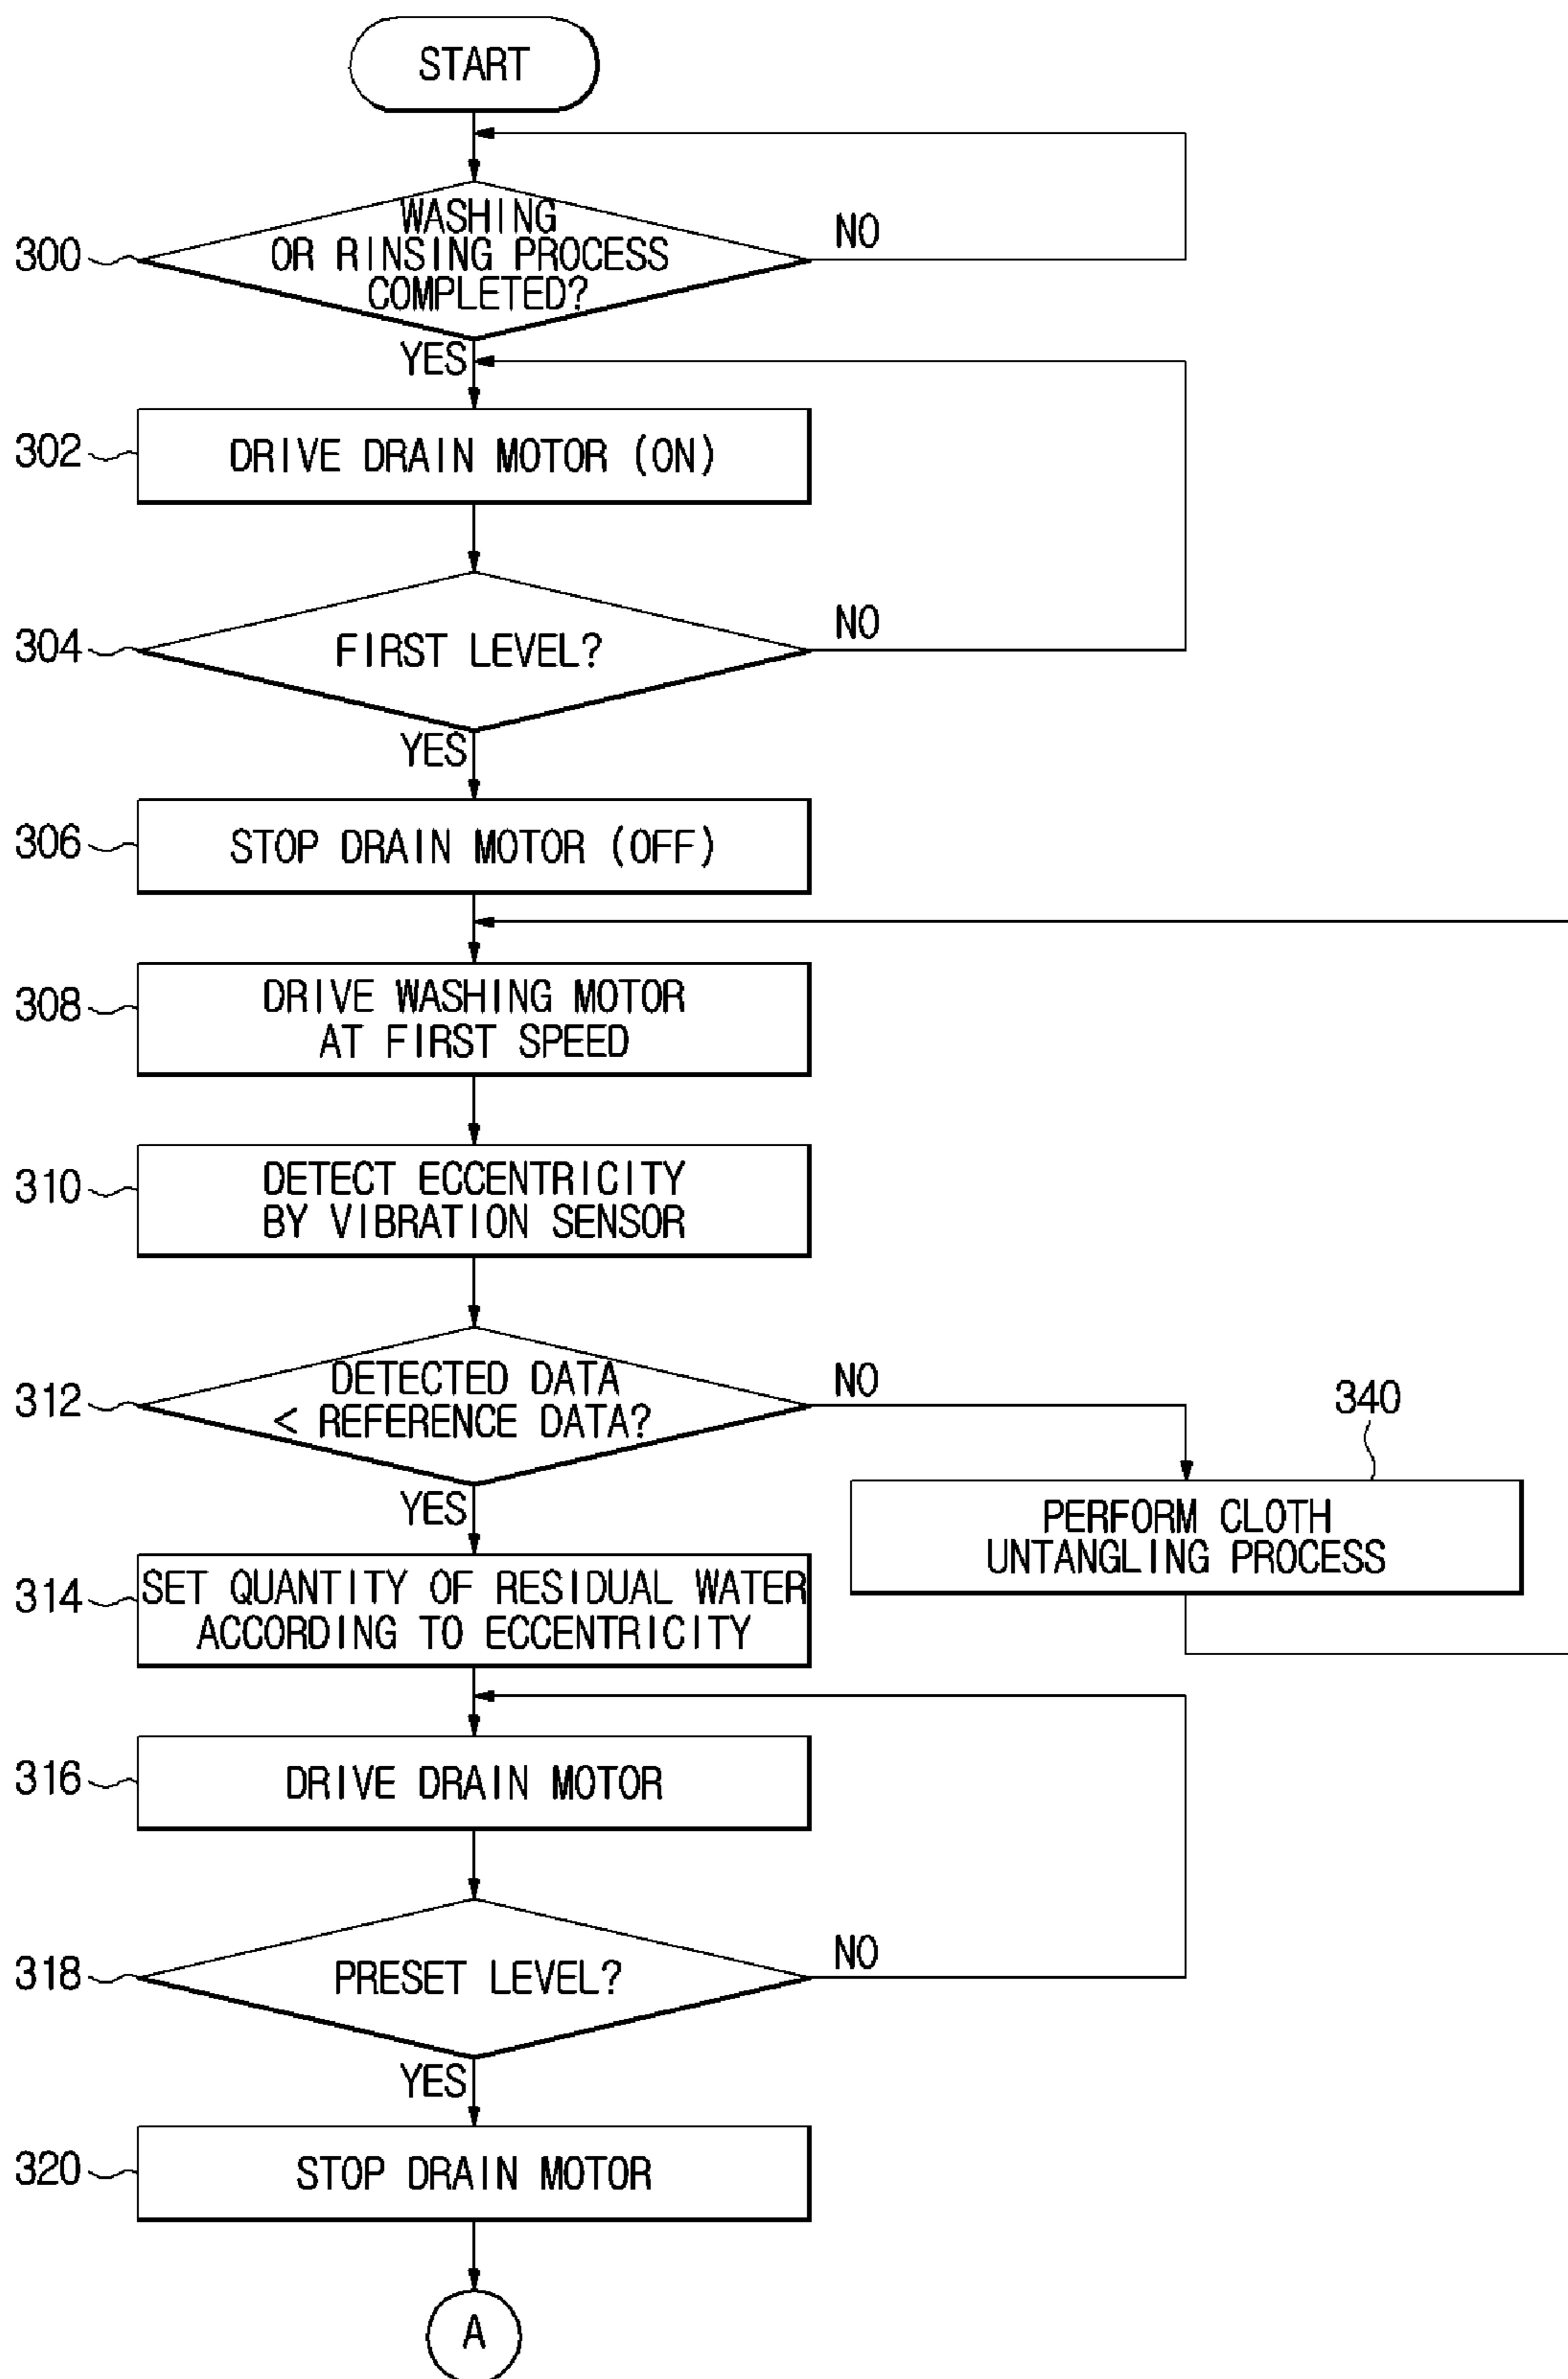 START
WASHING
OR RINSING PROCESS
COMPLETED?
NO
300
YES
302
DRIVE DRAIN MOTOR (ON)
304
FIRST LEVEL?
NO
YES
306
STOP DRAIN MOTOR (OFF)
308
DRIVE WASHING MOTOR
AT FIRST SPEED
310
DETECT ECCENTRICITY
BY VIBRATION SENSOR
312
DETECTED DATA
< REFERENCE DATA?
NO
340
PERFORM CLOTH
UNTANGLING PROCESS
YES
314
SET QUANTITY OF RESIDUAL WATER
ACCORDING TO ECCENTRICITY
316
DRIVE DRAIN MOTOR
318
PRESET LEVEL?
NO
YES
320
STOP DRAIN MOTOR
A